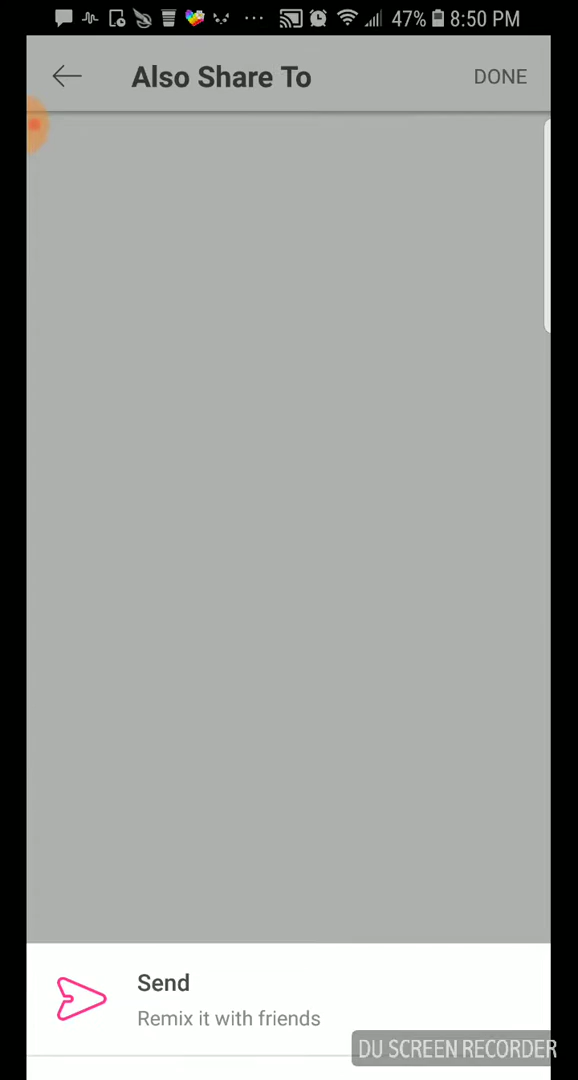 47% 8:50 PM
Also Share To
DONE
Send
Remix it with friends
DU SCREEN RECORDER